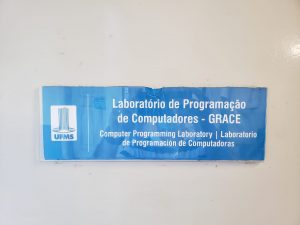 Laboratório de Programação
de Computadores - GRACE
Computer Programming Laboratory | Laboratorio
de Programación de Computadoras
UFMS